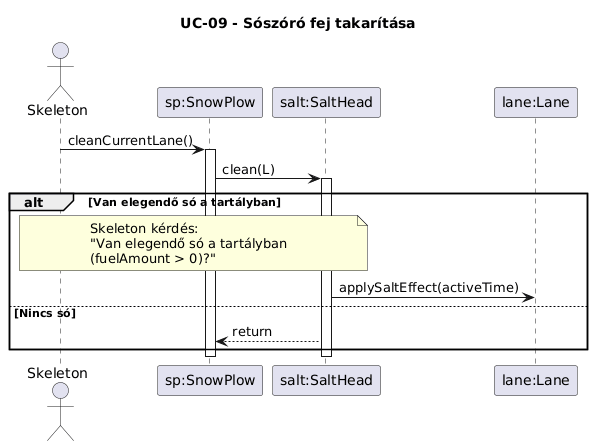 UC-09 - Sószóró fej takarítása
Skeleton
sp:SnowPlow
salt:SaltHead
lane:Lane
cleanCurrentLane()
clean(L)
alt
[Van elegendő só a tartályban]
Skeleton kérdés:
"Van elegendő só a tartályban
(fuelAmount > 0)?"
applySaltEffect(activeTime)
[Nincs só]
return
Skeleton
sp:SnowPlow
salt:SaltHead
lane:Lane